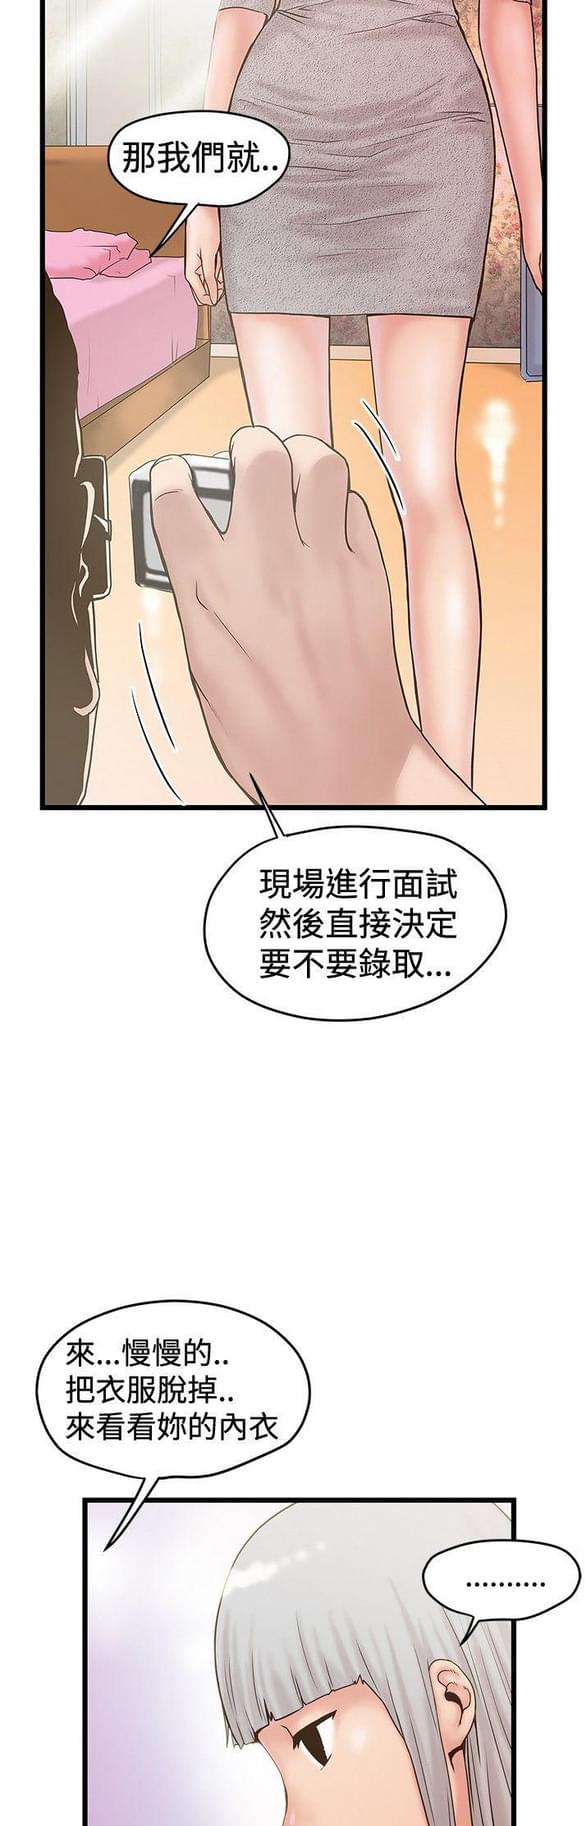 那我們就..
現場進行面試
然後直接決定
要不要錄取...
來...慢慢的..
把衣服脫掉..
來看看妳的內衣
..........